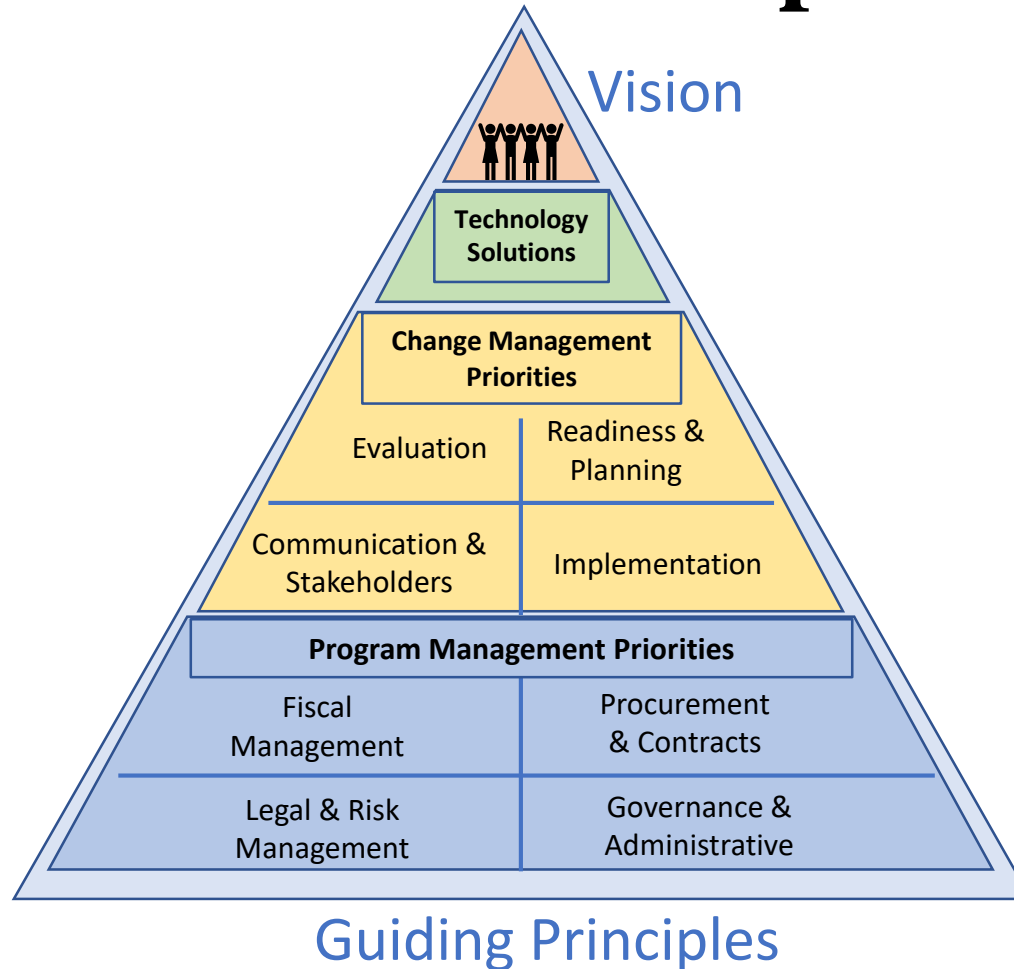 Vision
Technology
Solutions
Change Management
Priorities
Evaluation
Readiness &
Planning
Communication &
Stakeholders
Implementation
Program Management Priorities
Fiscal
Management
Procurement
& Contracts
Legal & Risk
Management
Governance &
Administrative
Guiding Principles